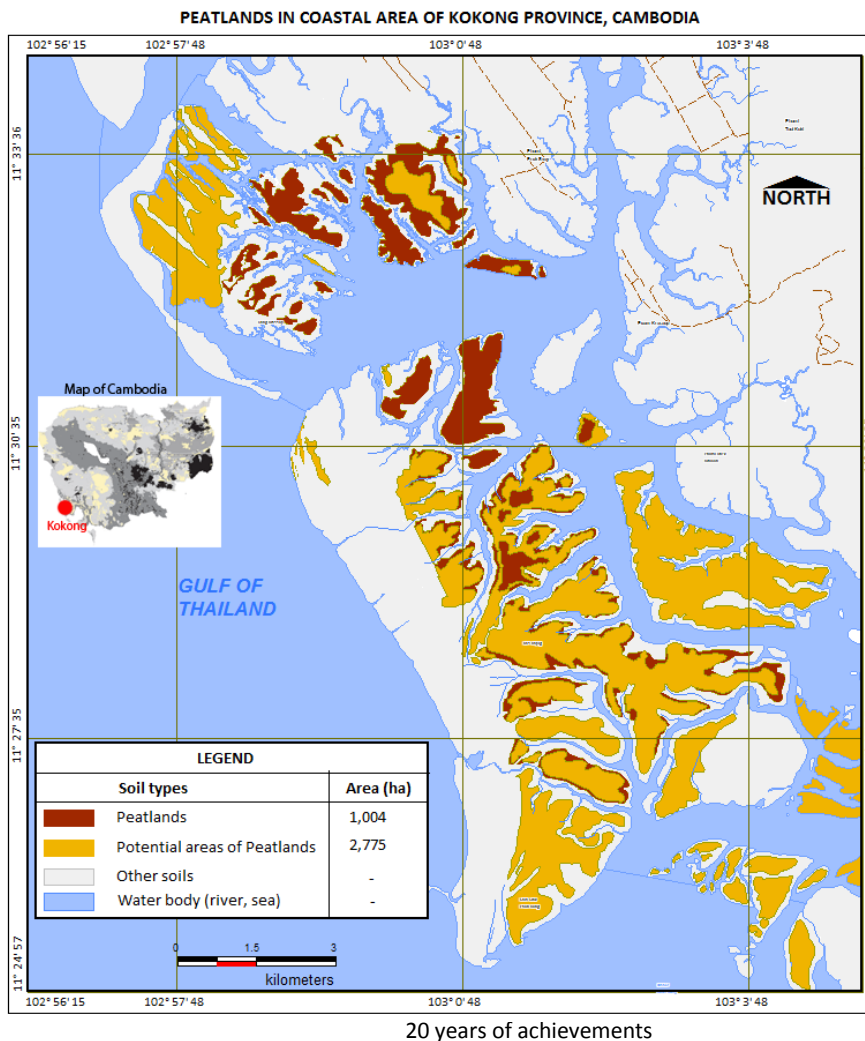 PEATLANDS IN COASTAL AREA OF KOKONG PROVINCE, CAMBODIA
102° 56' 15 102° 57' 48 103° 0' 48 103° 3' 48
11° 33' 36
NORTH
Map of Cambodia
Kokong
11° 30' 35
GULF OF
THAILAND
11° 27' 35
LEGEND
Soil types Area (ha)
Peatlands 1,004
Potential areas of Peatlands 2,775
Other soils -
Water body (river, sea) -
11° 24' 57
0 1.5 3
kilometers
102° 56' 15 102° 57' 48 103° 0' 48 103° 3' 48
20 years of achievements